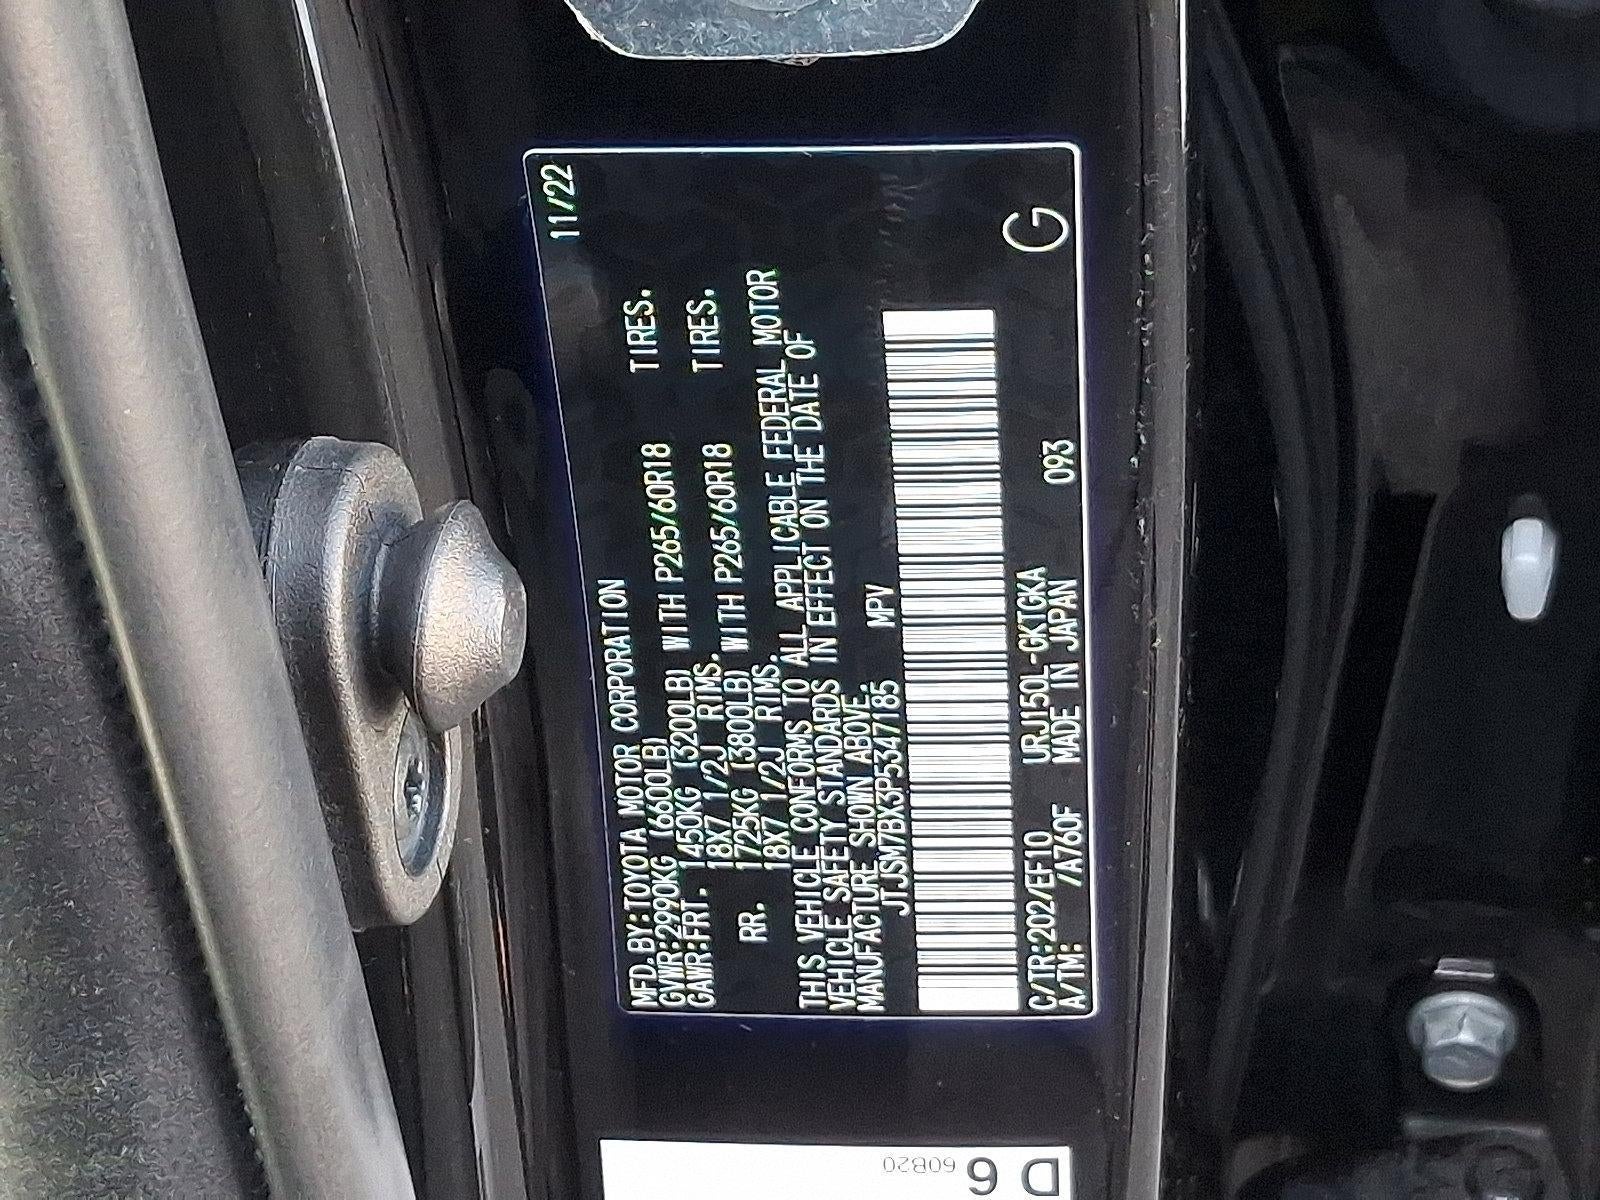 11/22
MFD.BY:TOYOTA MOTOR CORPORATION
GVWR:2990KG (6600LB)
GAWR:FRT. 1450KG (3200LB) WITH P265/60R18 TIRES.
18X7 1/2J RIMS.
RR. 1725KG (3800LB) WITH P265/60R18 TIRES.
18X7 1/2J RIMS.
THIS VEHICLE CONFORMS TO ALL APPLICABLE FEDERAL MOTOR
VEHICLE SAFETY STANDARDS IN EFFECT ON THE DATE OF
MANUFACTURE SHOWN ABOVE.
JTJSM7BX3P5347185 MPV
C/TR:202/EF10 URJ150L-GKTGKA
A/TM: /A760F MADE IN JAPAN 093 G
D 6
60B20